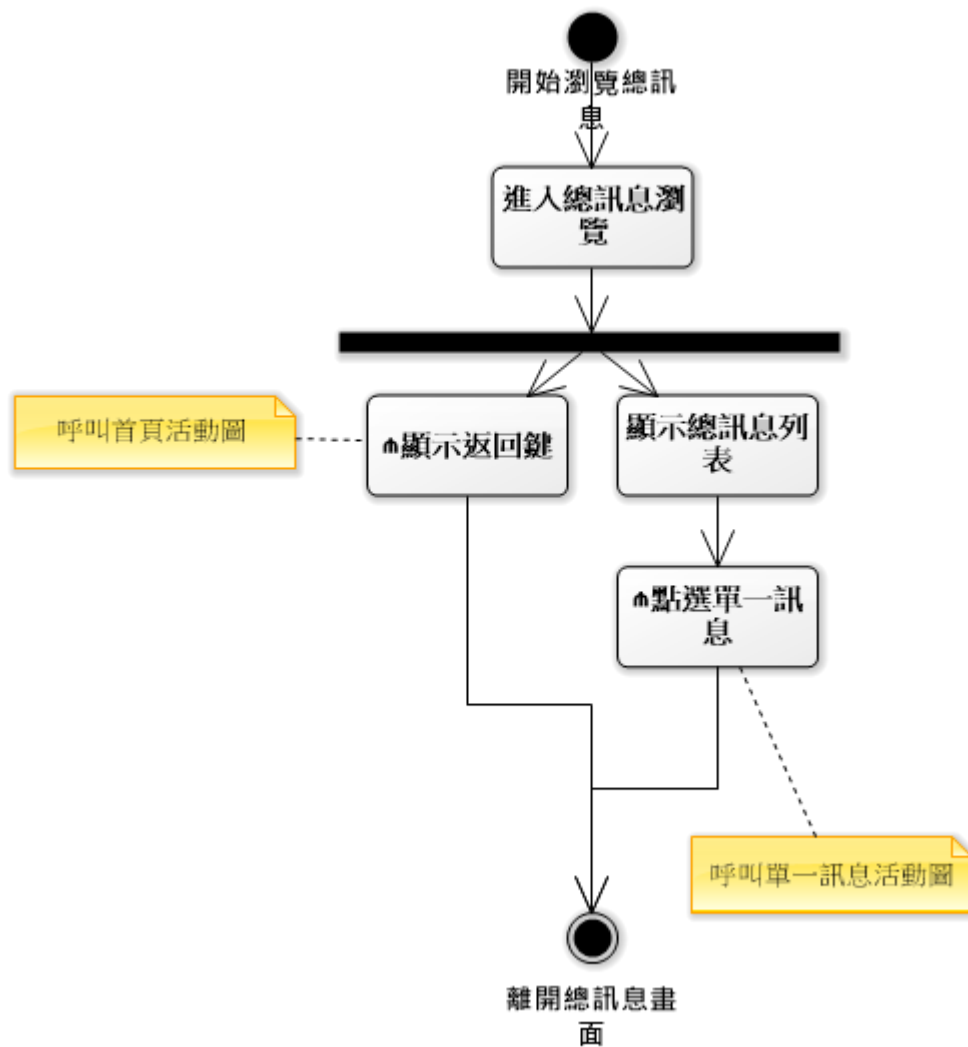 開始瀏覽總訊
息
進入總訊息瀏
覽
呼叫首頁活動圖
顯示返回鍵
顯示總訊息列
表
點選單一訊
息
呼叫單一訊息活動圖
離開總訊息畫
面